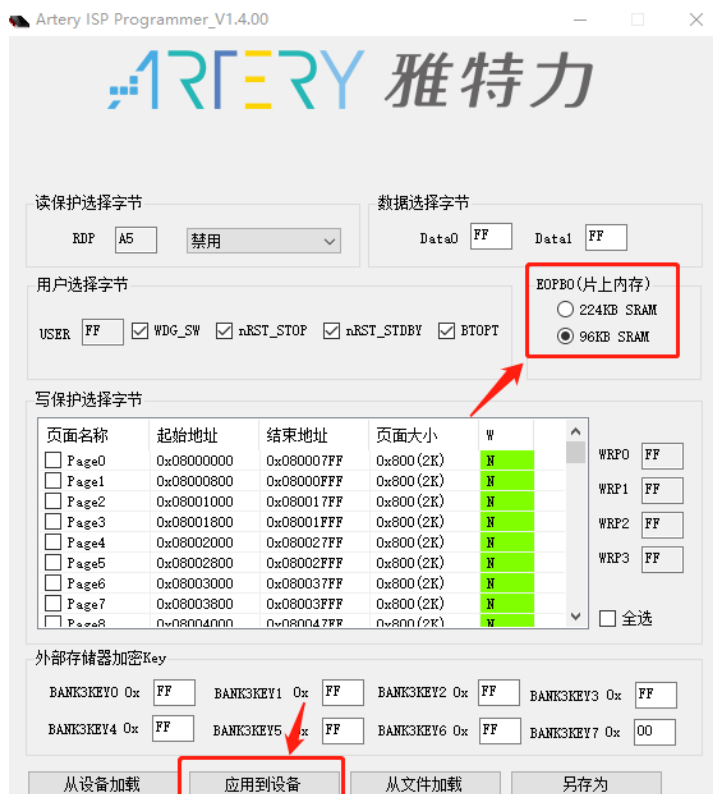 Artery ISP Programmer_V1.4.00
ARTERY 雅特力
读保护选择字节
RDP A5 禁用
数据选择字节
Data0 FF Data1 FF
用户选择字节
USER FF WDG_SW nRST_STOP nRST_STDBY BTOPT
EOPB0(片上内存)
224KB SRAM
96KB SRAM
写保护选择字节
页面名称 起始地址 结束地址 页面大小 W
Page0 0x08000000 0x080007FF 0x800(2K) N
Page1 0x08000800 0x08000FFF 0x800(2K) N
Page2 0x08001000 0x080017FF 0x800(2K) N
Page3 0x08001800 0x08001FFF 0x800(2K) N
Page4 0x08002000 0x080027FF 0x800(2K) N
Page5 0x08002800 0x08002FFF 0x800(2K) N
Page6 0x08003000 0x080037FF 0x800(2K) N
Page7 0x08003800 0x08003FFF 0x800(2K) N
Page8 0x08004000 0x080047FF 0x800(2K) N
WRP0 FF
WRP1 FF
WRP2 FF
WRP3 FF
全选
外部存储器加密Key
BANK3KEY0 0x FF BANK3KEY1 0x FF BANK3KEY2 0x FF BANK3KEY3 0x FF
BANK3KEY4 0x FF BANK3KEY5 0x FF BANK3KEY6 0x FF BANK3KEY7 0x 00
从设备加载 应用到设备 从文件加载 另存为